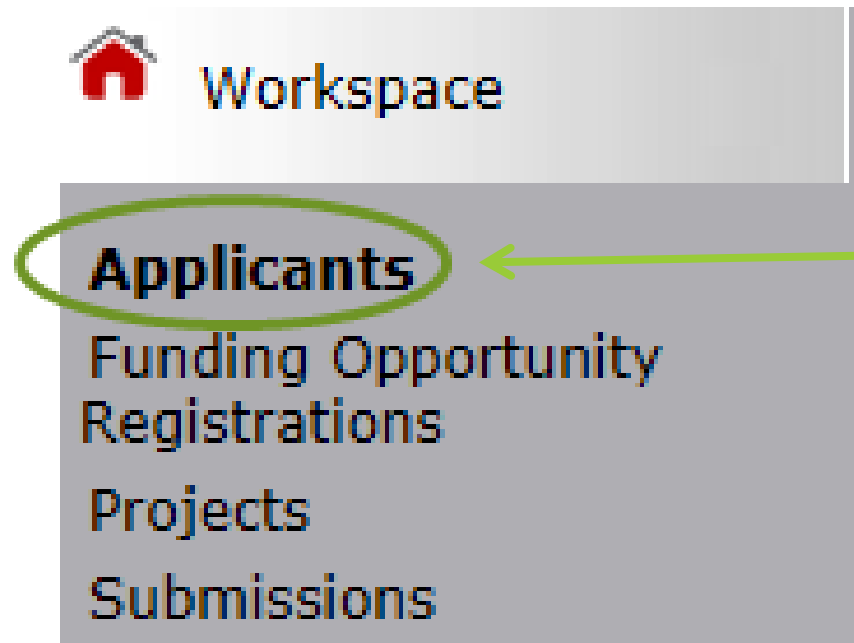 Workspace
Applicants
Funding Opportunity
Registrations
Projects
Submissions